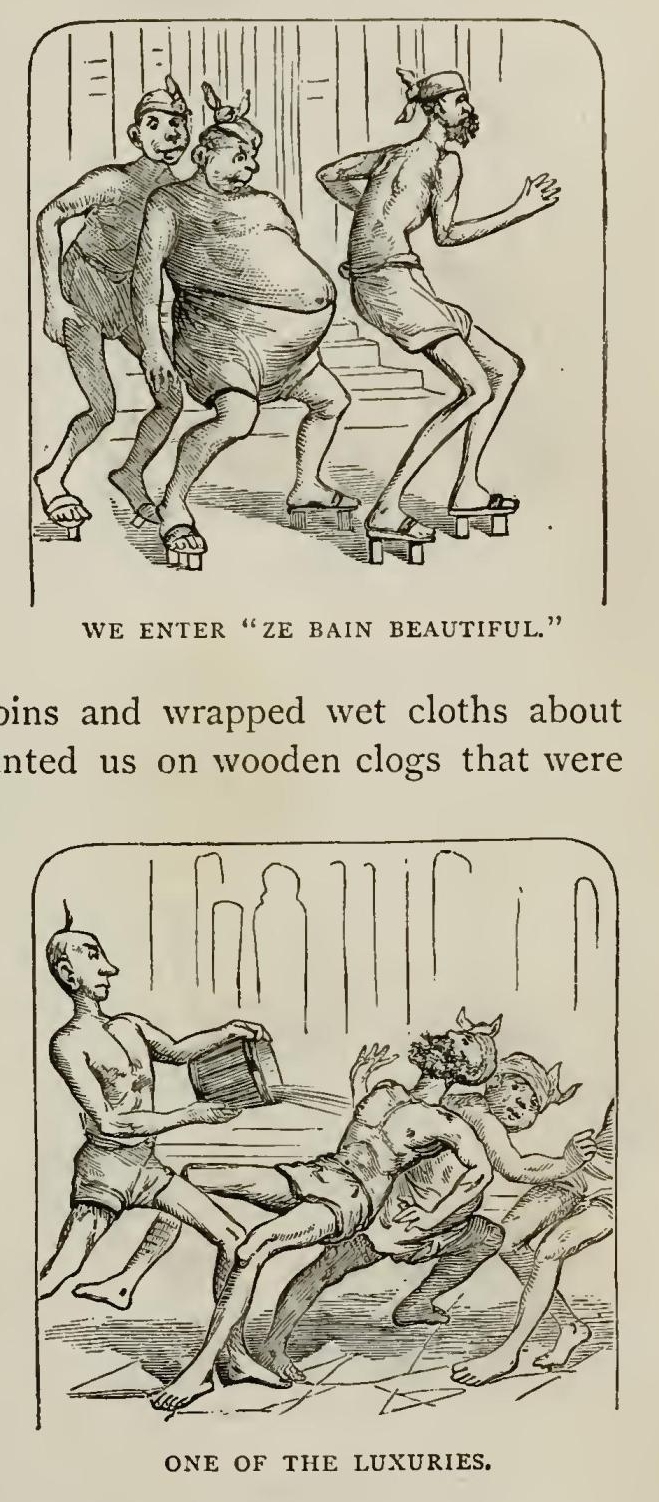 WE ENTER "ZE BAIN BEAUTIFUL."
and wrapped wet cloths about
us on wooden clogs that were
ONE OF THE LUXURIES.